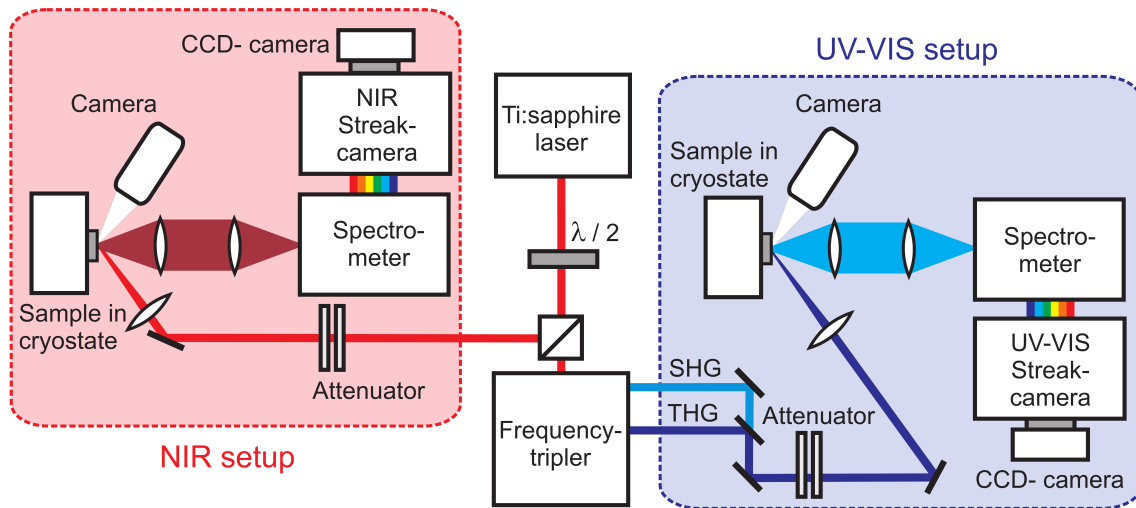 CCD- camera
NIR
Streak-
camera
Camera
Spectro-
meter
Sample in
cryostate
Attenuator
NIR setup
Ti:sapphire
laser
λ / 2
Frequency-
tripler
SHG
THG
UV-VIS setup
Camera
Sample in
cryostate
Spectro-
meter
UV-VIS
Streak-
camera
Attenuator
CCD- camera